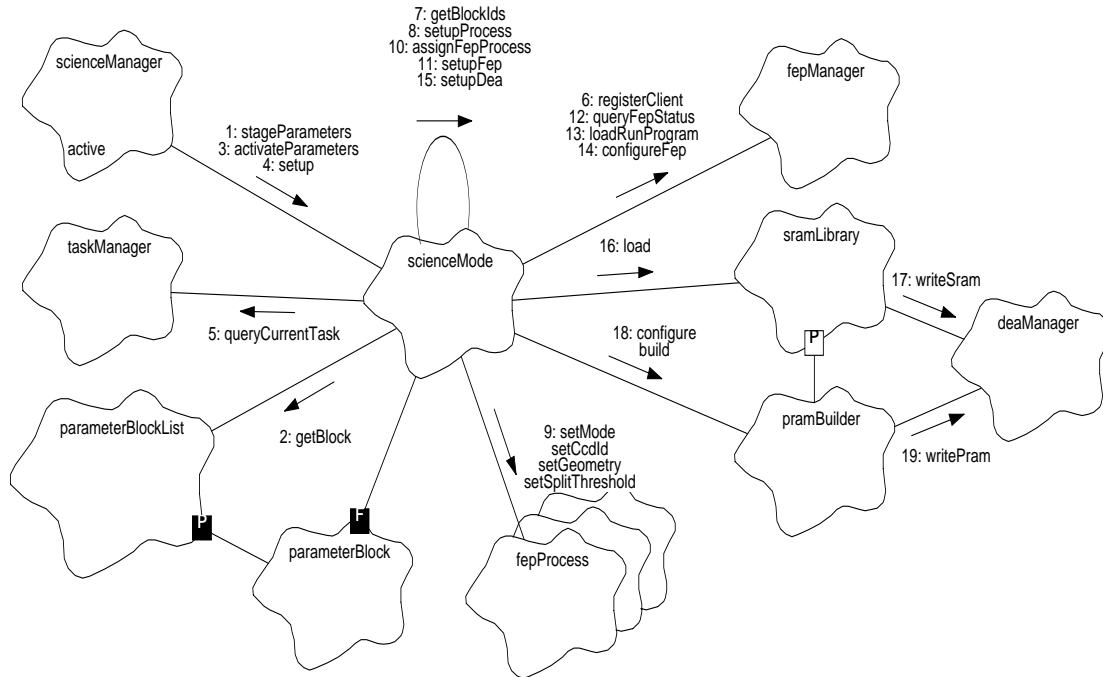 7: getBlockIds
8: setupProcess
10: assignFepProcess
11: setupFep
15: setupDea
scienceManager
active
1: stageParameters
3: activateParameters
4: setup
6: registerClient
12: queryFepStatus
13: loadRunProgram
14: configureFep
fepManager
taskManager
scienceMode
16: load
sramLibrary
17: writeSram
deaManager
5: queryCurrentTask
18: configure
build
P
parameterBlockList
2: getBlock
9: setMode
setCcdId
setGeometry
setSplitThreshold
pramBuilder
19: writePram
P
F
parameterBlock
fepProcess